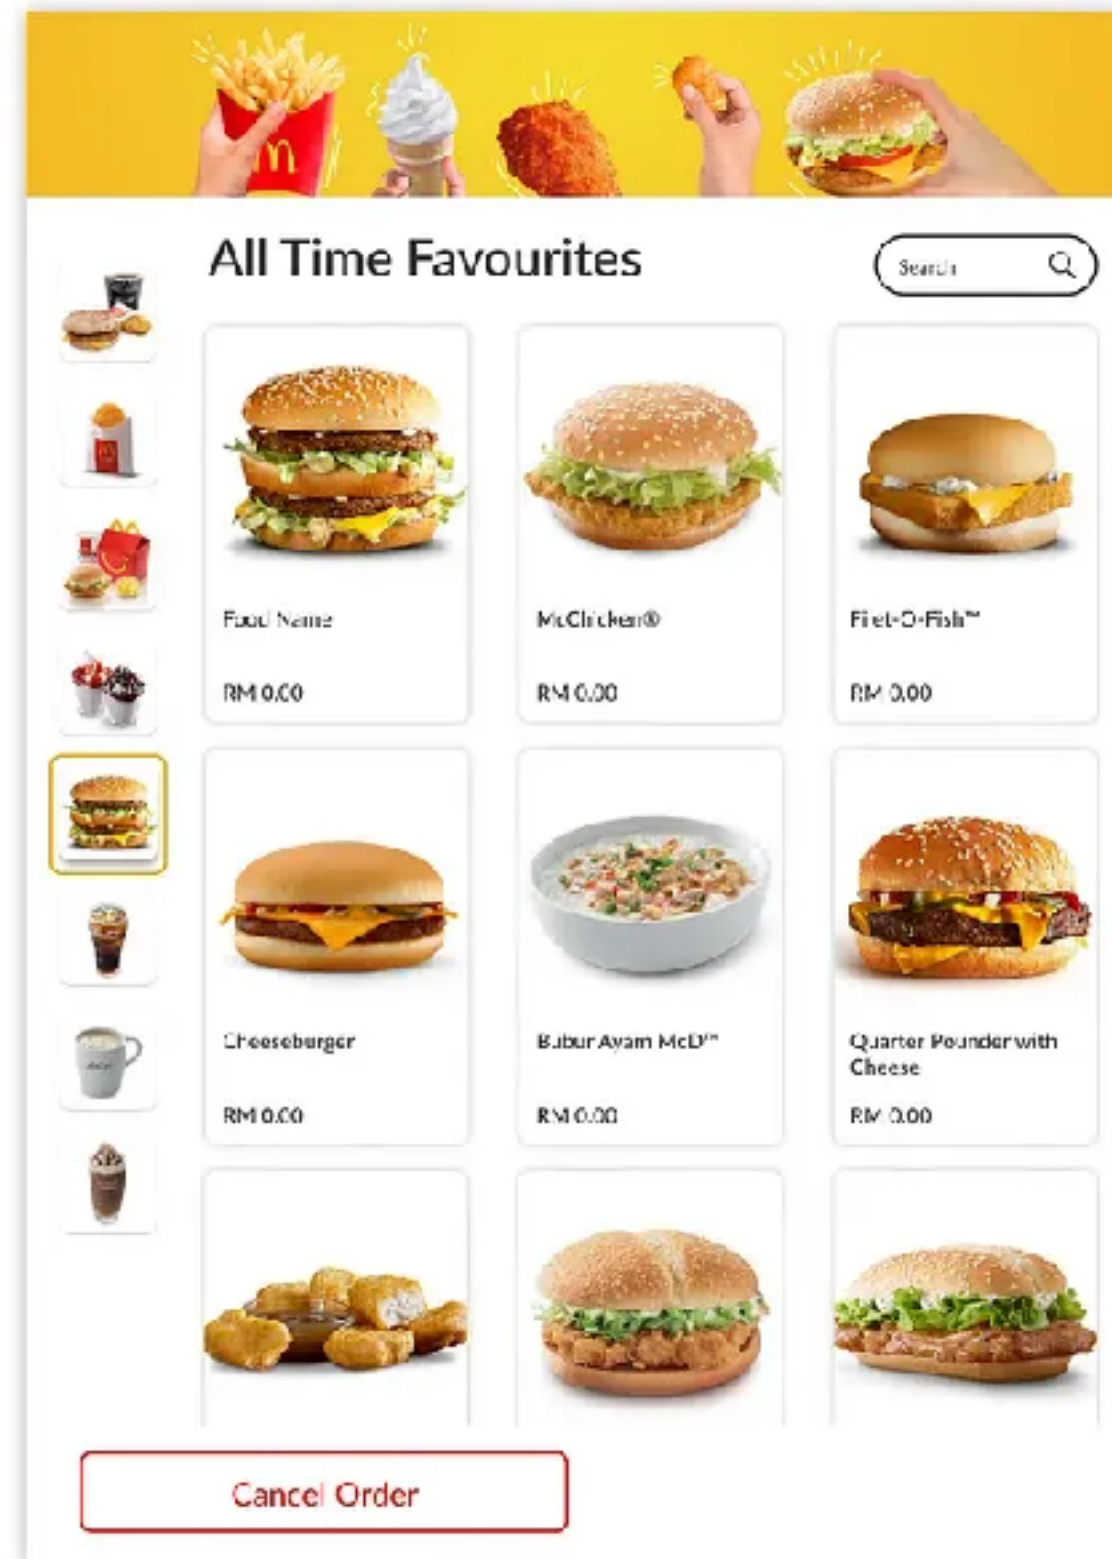 All Time Favourites
Search
Food Name
McChicken®
Filet-O-Fish™
RM 0.00
RM 0.00
RM 0.00
Cheeseburger
Bubur Ayam McD™
Quarter Pounder with
Cheese
RM 0.00
RM 0.00
RM 0.00
Cancel Order